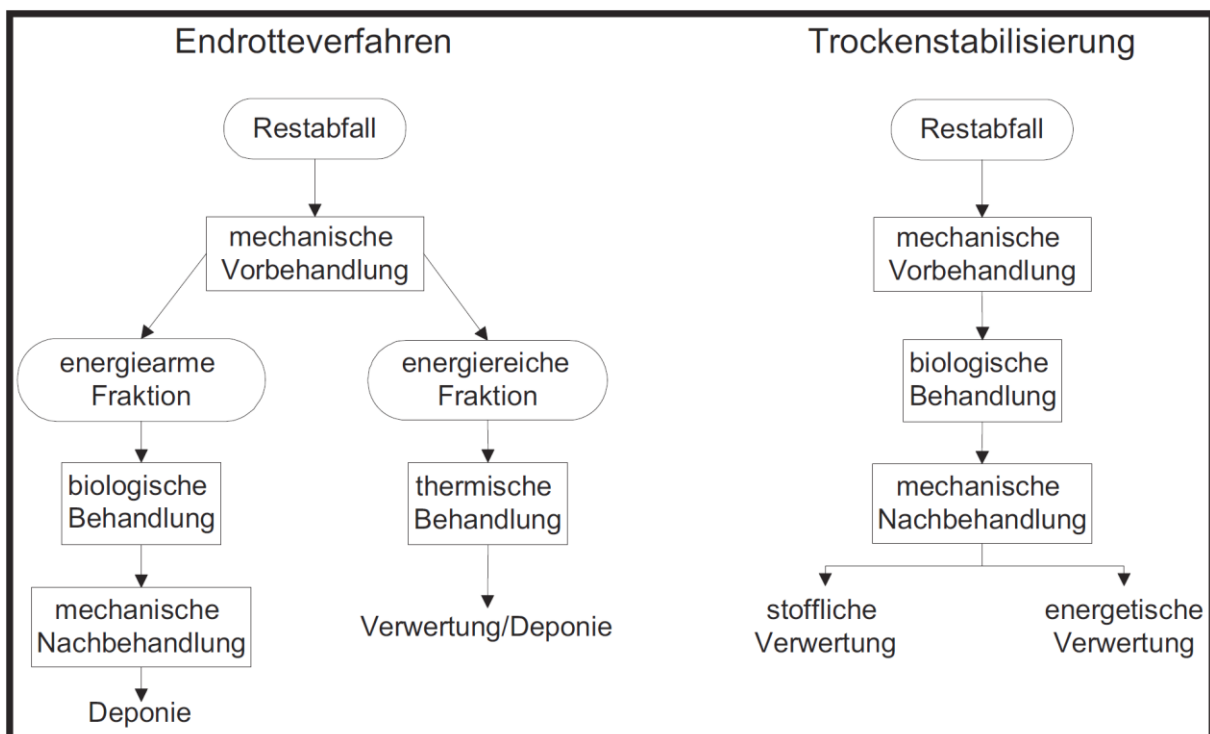 Endrotteverfahren
Restabfall
mechanische
Vorbehandlung
energiearme
Fraktion
energiereiche
Fraktion
biologische
Behandlung
thermische
Behandlung
mechanische
Nachbehandlung
Verwertung/Deponie
Deponie
Trockenstabilisierung
Restabfall
mechanische
Vorbehandlung
biologische
Behandlung
mechanische
Nachbehandlung
stoffliche
Verwertung
energetische
Verwertung